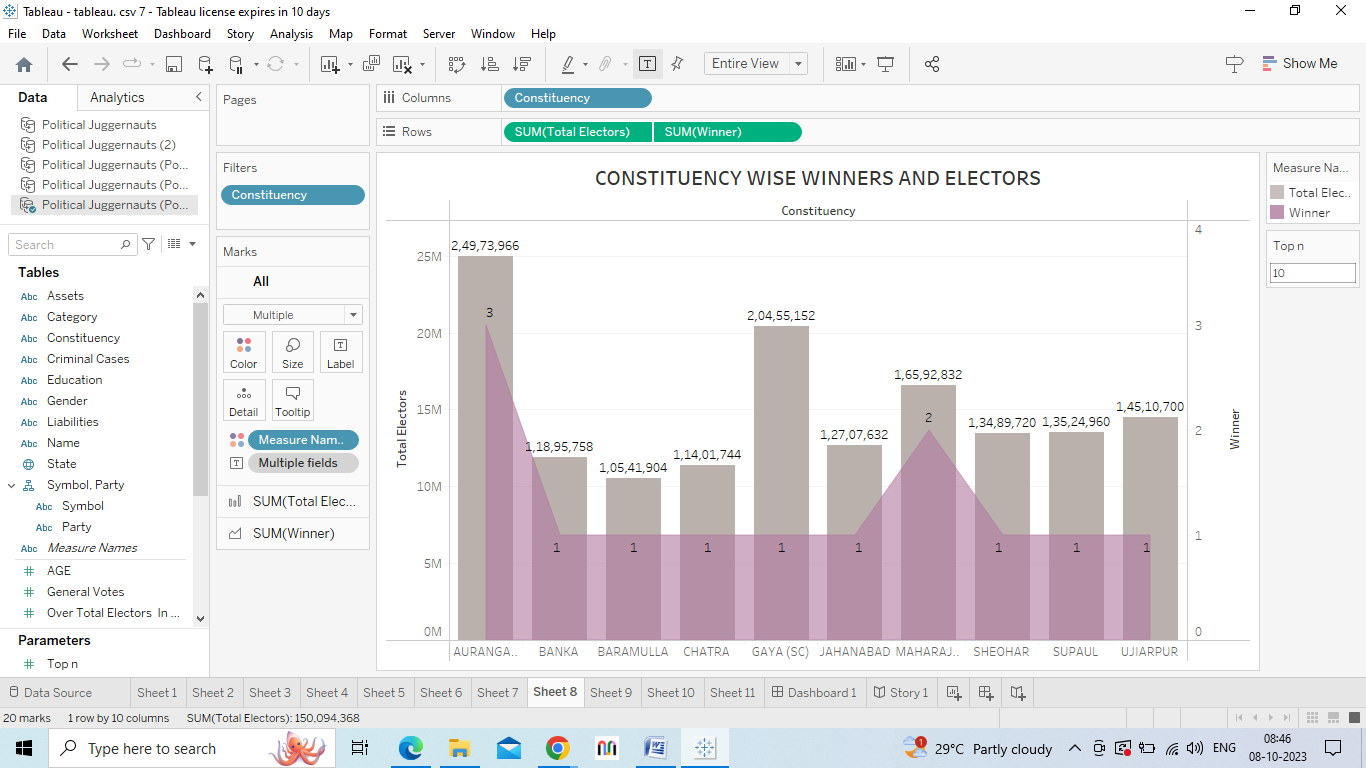 Tableau - tableau. csv 7 - Tableau license expires in 10 days
File Data Worksheet Dashboard Story Analysis Map Format Server Window Help
Entire View
Show Me
Data Analytics
Political Juggernauts
Political Juggernauts (2)
Political Juggernauts (Po...
Political Juggernauts (Po...
Political Juggernauts (Po...
Search
Tables
Abc Assets
Abc Category
Abc Constituency
Abc Criminal Cases
Abc Education
Abc Gender
Abc Liabilities
Abc Name
State
Symbol, Party
Abc Symbol
Abc Party
Abc Measure Names
# AGE
# General Votes
# Over Total Electors In ...
Parameters
# Top n
Pages
Filters
Constituency
Marks
All
Multiple
Color Size Label
Detail Tooltip
Measure Nam..
Multiple fields
SUM(Total Elec...
SUM(Winner)
Columns Constituency
Rows SUM(Total Electors) SUM(Winner)
CONSTITUENCY WISE WINNERS AND ELECTORS
Constituency
Total Electors
25M
20M
15M
10M
5M
0M
2,49,73,966
1,18,95,758
1,05,41,904
1,14,01,744
2,04,55,152
1,27,07,632
1,65,92,832
1,34,89,720
1,35,24,960
1,45,10,700
3
1
1
1
1
1
2
1
1
1
4
3
2
1
0
Winner
AURANGA.. BANKA BARAMULLA CHATRA GAYA (SC) JAHANABAD MAHARAJ.. SHEOHAR SUPAUL UJIARPUR
Measure Na...
Total Elec..
Winner
Top n
10
Data Source Sheet 1 Sheet 2 Sheet 3 Sheet 4 Sheet 5 Sheet 6 Sheet 7 Sheet 8 Sheet 9 Sheet 10 Sheet 11 Dashboard 1 Story 1
20 marks 1 row by 10 columns SUM(Total Electors): 150,094,368
Type here to search
1
29°C Partly cloudy
ENG
08:46
08-10-2023